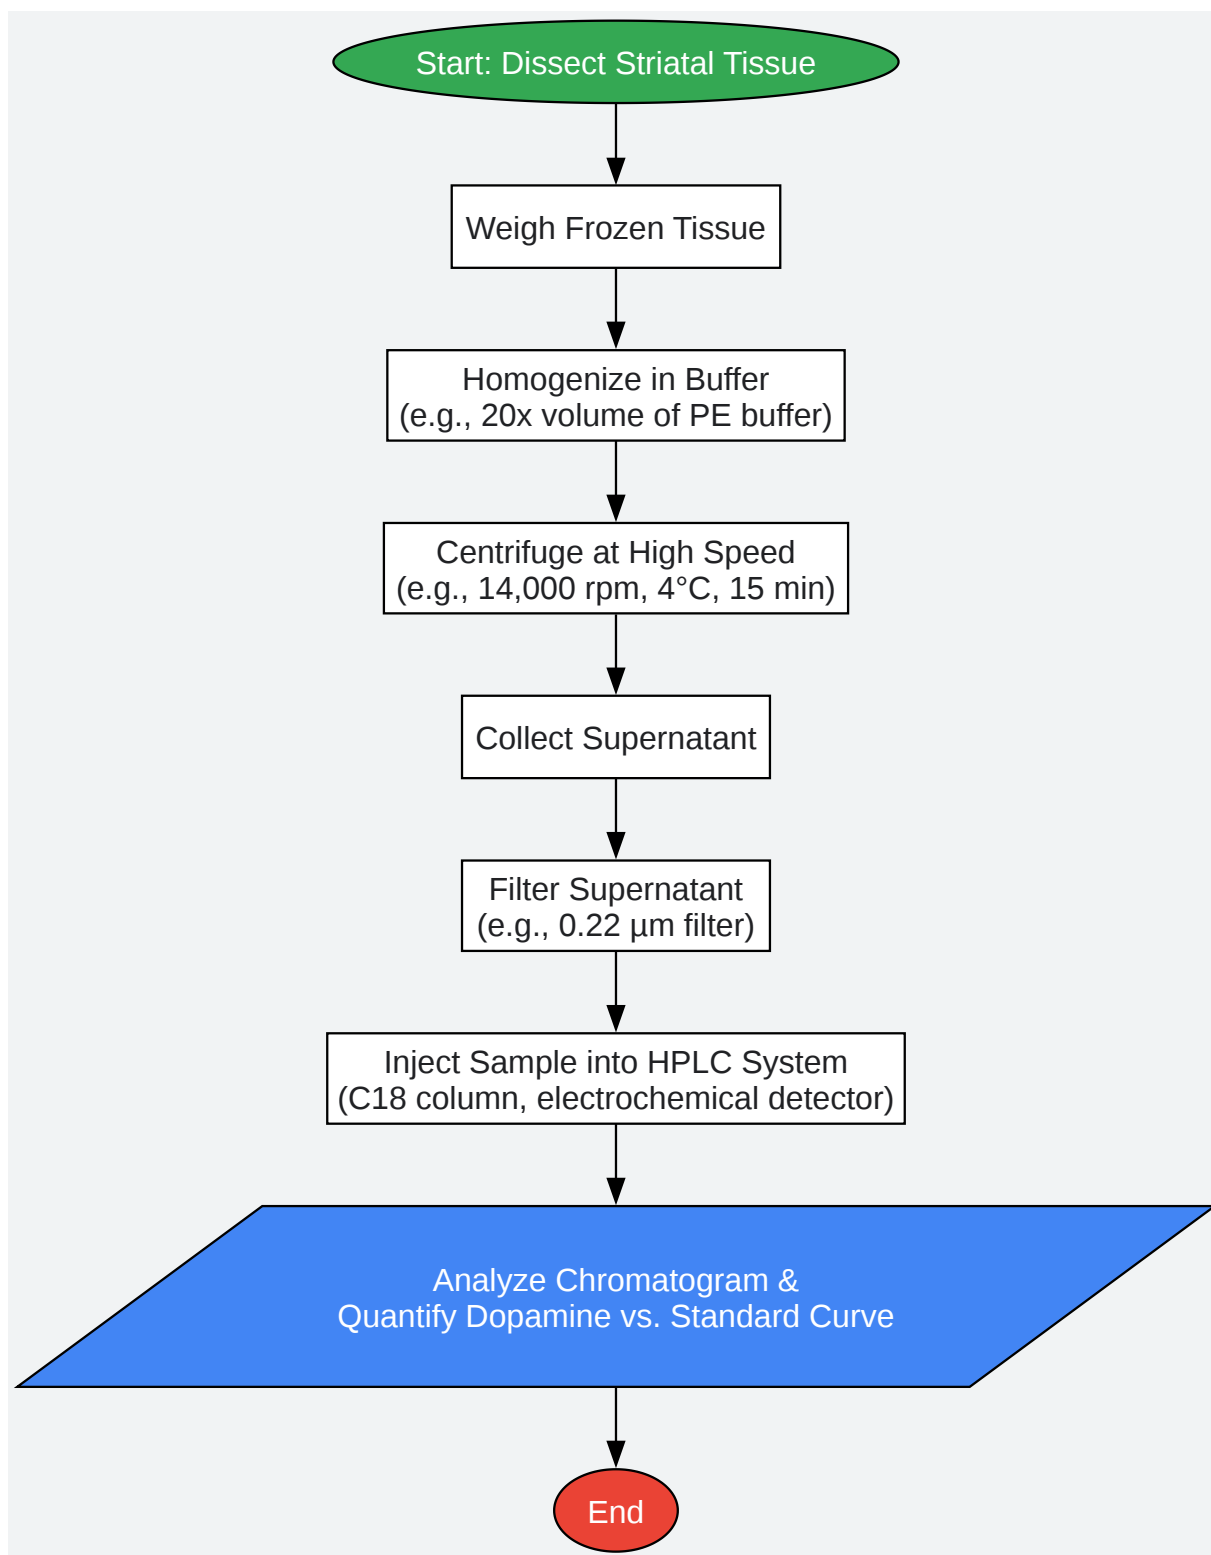 Start: Dissect Striatal Tissue
Weigh Frozen Tissue
Homogenize in Buffer
(e.g., 20x volume of PE buffer)
Centrifuge at High Speed
(e.g., 14,000 rpm, 4°C, 15 min)
Collect Supernatant
Filter Supernatant
(e.g., 0.22 µm filter)
Inject Sample into HPLC System
(C18 column, electrochemical detector)
Analyze Chromatogram &
Quantify Dopamine vs. Standard Curve
End